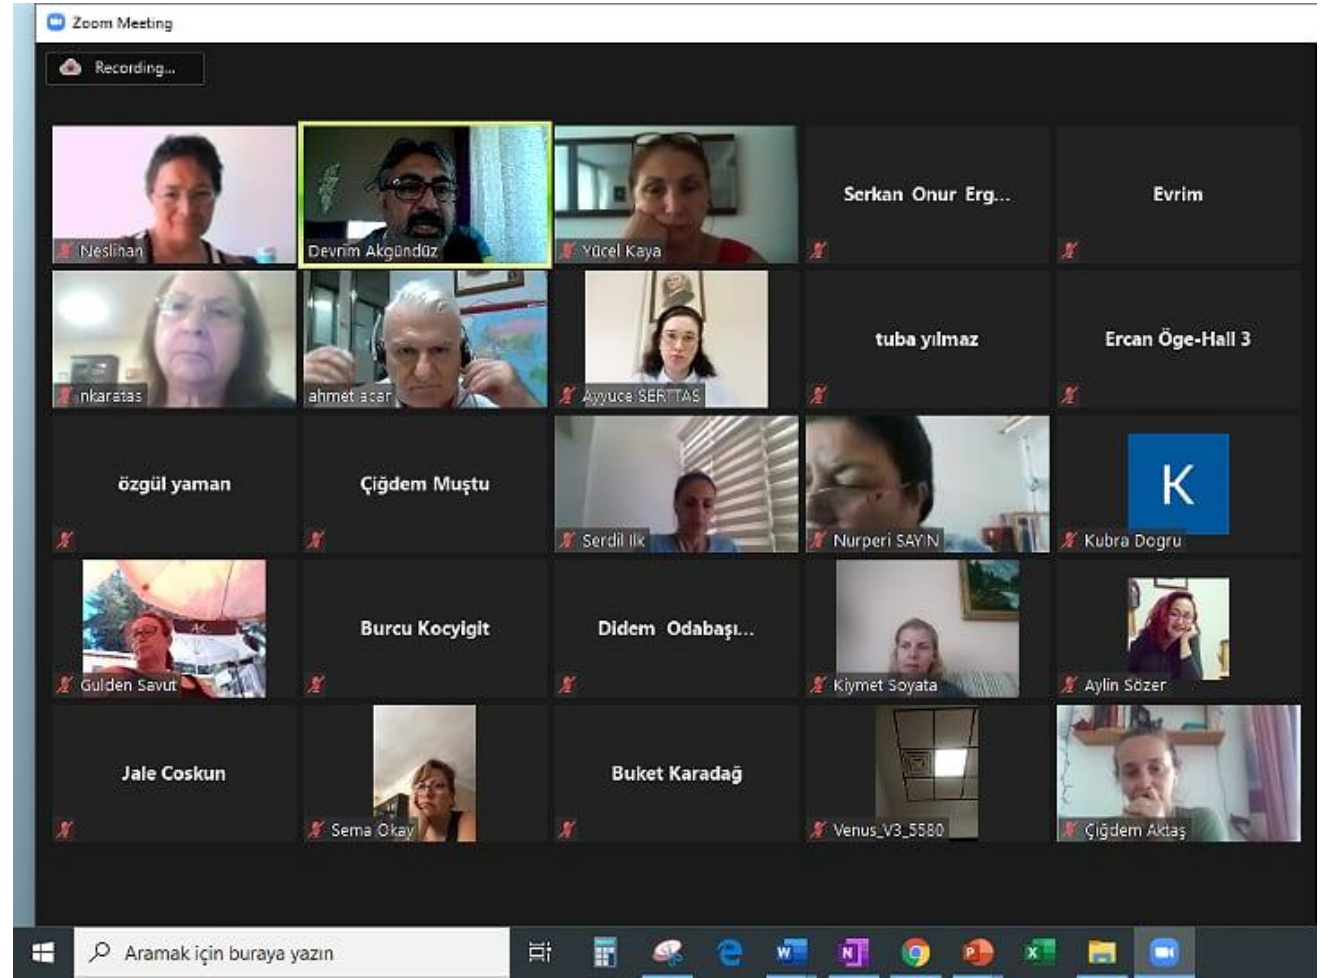 Zoom Meeting
Recording...
Neslihan
Devrim Akgündüz
Yücel Kaya
Serkan Onur Erg...
Evrim
nkaratas
ahmet acar
Ayyuce SERTTAS
tuba yılmaz
Ercan Öge-Hall 3
özgül yaman
Çiğdem Muştu
Serdil Ilk
Nurperi SAYIN
K
Kubra Dogru
Gulden Savut
AK
Burcu Kocyigit
Didem Odabaşı...
Kiymet Soyata
Aylin Sözer
Jale Coskun
Sema Okay
Buket Karadağ
Venus_V3_5580
Çiğdem Aktaş
Aramak için buraya yazın